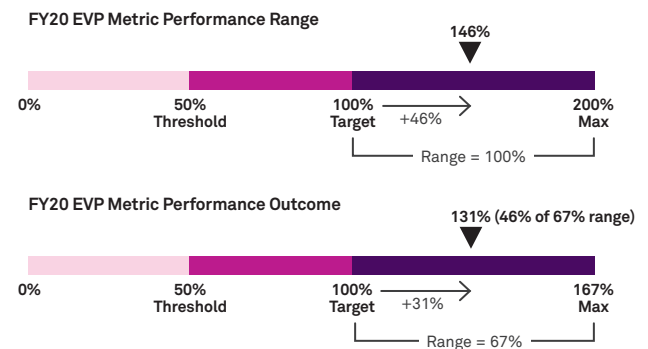 FY20 EVP Metric Performance Range
146%
0% 50% 100% 200%
Threshold Target +46% Max
Range = 100%
FY20 EVP Metric Performance Outcome
131% (46% of 67% range)
0% 50% 100% 167%
Threshold Target +31% Max
Range = 67%